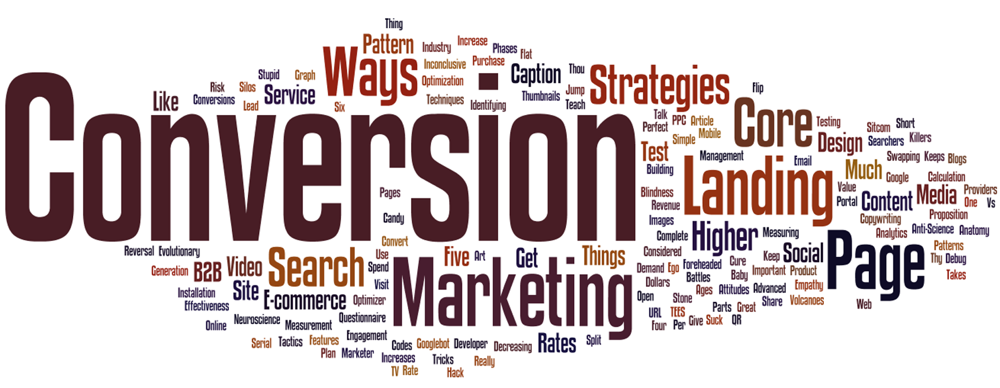 Thing
Pattern
Industry
Increase
Phases
Flat
Ways
Inconclusive
Purchase
Caption
Thou
Strategies
Stupid
Graph
Optimization
Flip
Risk
Silos
Service
Jump
Like
Conversions
Lead
Six
Techniques
Identifying
Thumbnails
Teach
Conversion
Core
Talk
PPC
Article
Testing
Sitcom
Short
Perfect
Simple
Mobile
Design
Searchers
Killers
Test
Management
Email
Swapping
Keeps
Blogs
Building
Landing
Much
Google
Calculation
Pages
Blindness
Value
Media
Providers
Revenue
Portal
Content
One
Vs
Candy
Images
Copywriting
Proposition
Complete
Higher
Measuring
Analytics
Anti-Science
Anatomy
Convert
Reversal
Evolutionary
Use
Five
Art
Get
Things
Considered
Keep
Social
Page
Patterns
Thy
Debug
Generation
B2B
Video
Search
Spend
Marketing
Demand
Ego
Foreheaded
Cure
Important
Product
Takes
Battles
Baby
Installation
Site
Visit
Dollars
Ages
Attitudes
Advanced
Empathy
Effectiveness
E-commerce
Optimizer
Open
Stone
Parts
Great
Share
Volcanoes
Web
Online
Neuroscience
Measurement
Questionnaire
URL
TEES
Four
Per
Give
Suck
QR
Serial
Tactics
Features
Engagement
Codes
Googlebot
Developer
Decreasing
Rates
Split
Plan
Marketer
Increases
Tricks
Really
TV
Rate
Hack